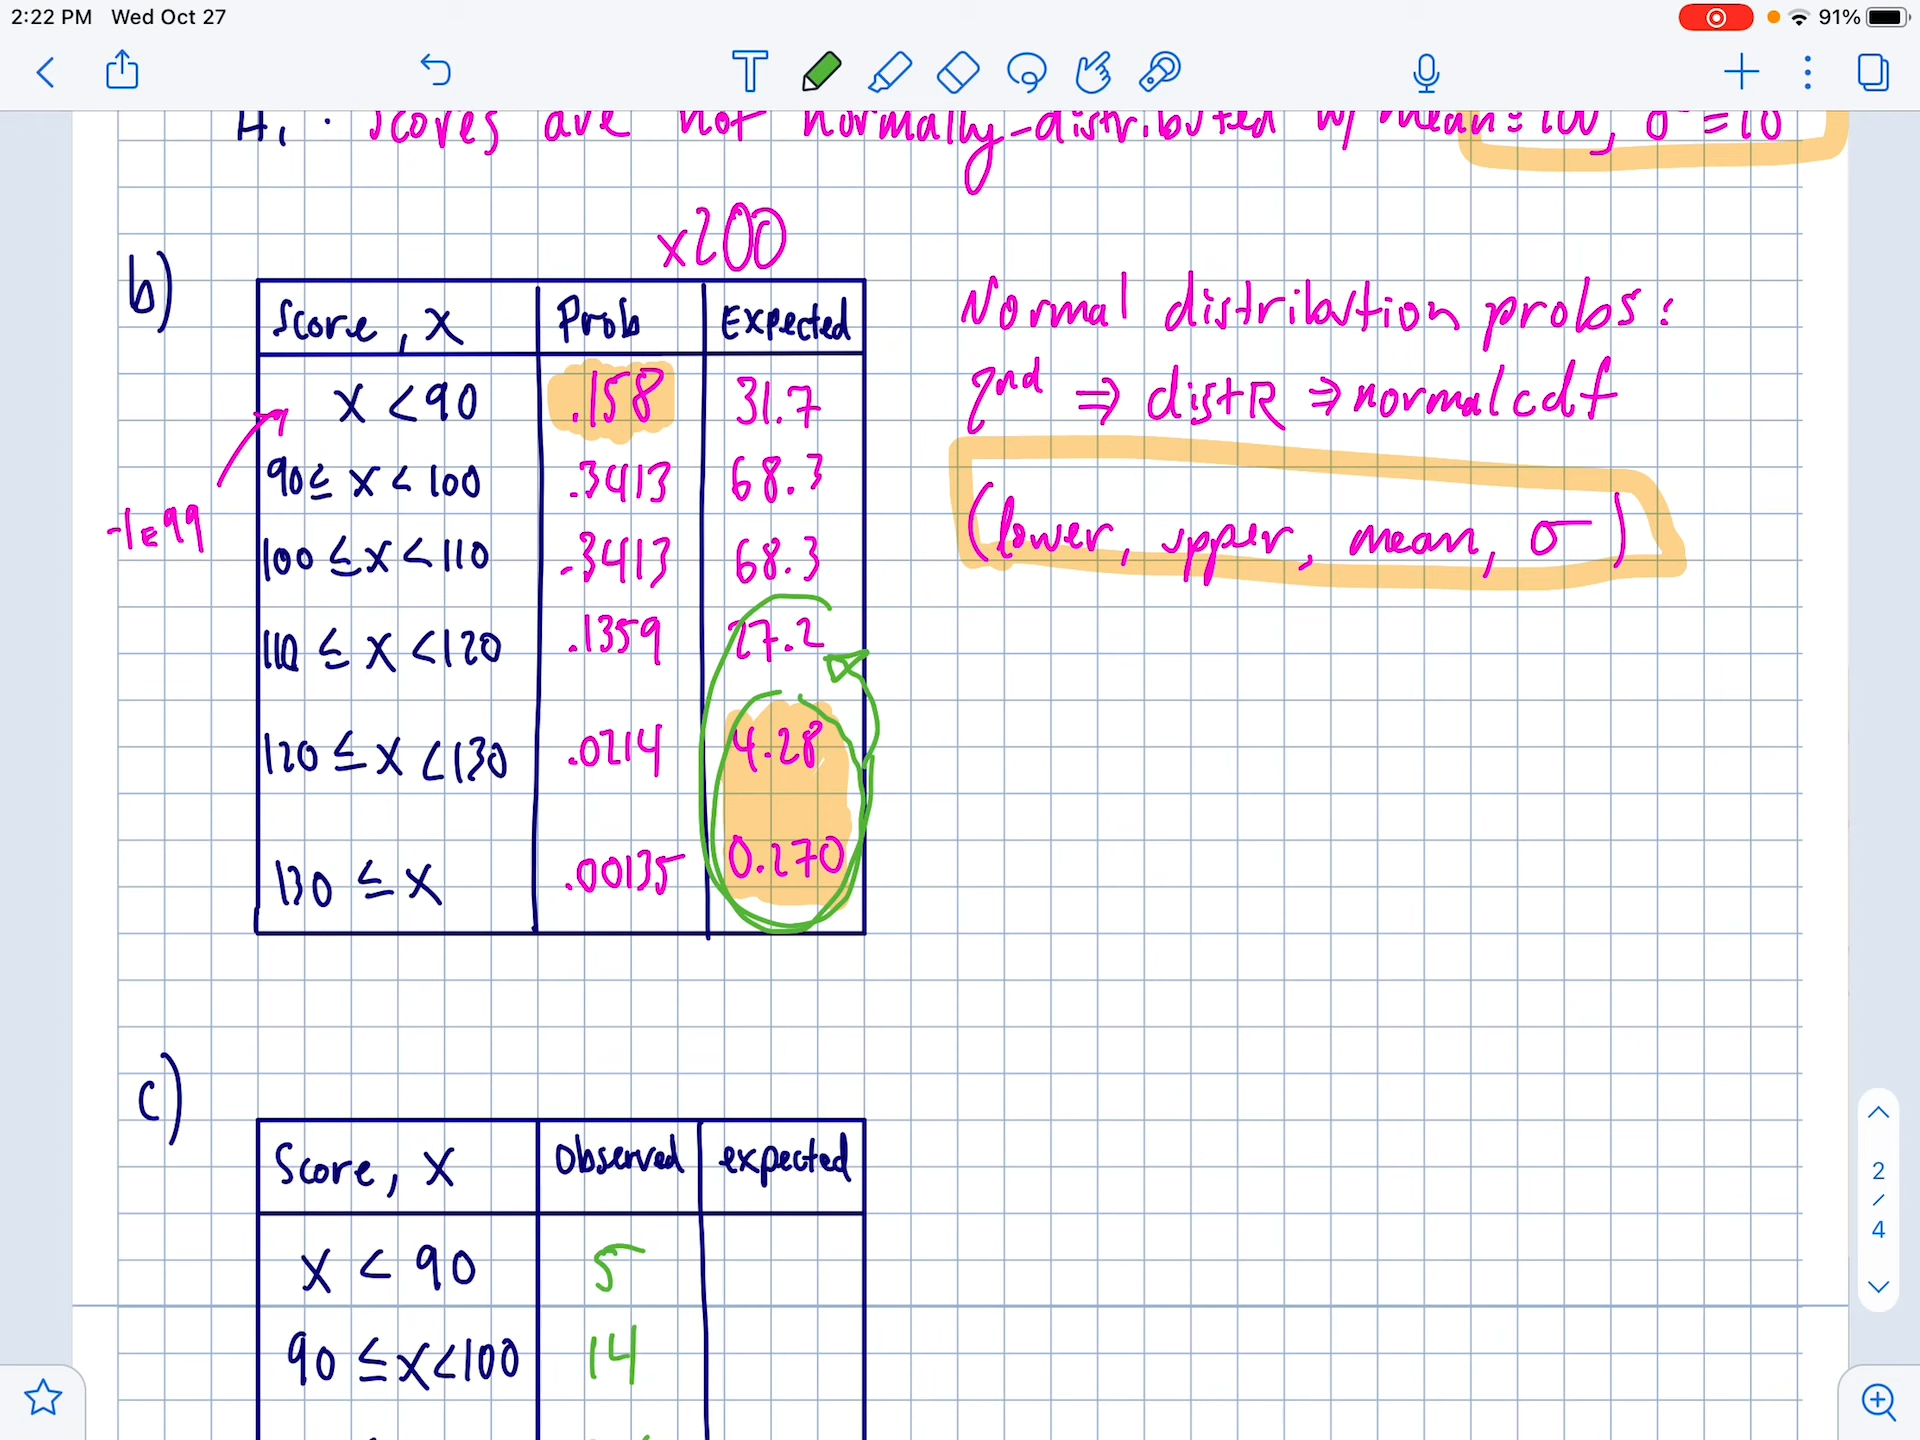 2:22 PM Wed Oct 27
91%
H₁ : Scores are not normally-distributed w/ mean = 100, σ = 10
x200
b)
Score, x Prob Expected
x < 90 .158 31.7
90 ≤ x < 100 .3413 68.3
-1E99
100 ≤ x < 110 .3413 68.3
110 ≤ x < 120 .1359 27.2
120 ≤ x < 130 .0214 4.28
130 ≤ x .00135 0.270
Normal distribution probs:
2nd ⇒ distR ⇒ normalcdf
(lower, upper, mean, σ)
c)
Score, x Observed expected
x < 90 5
90 ≤ x < 100 14
2
/
4